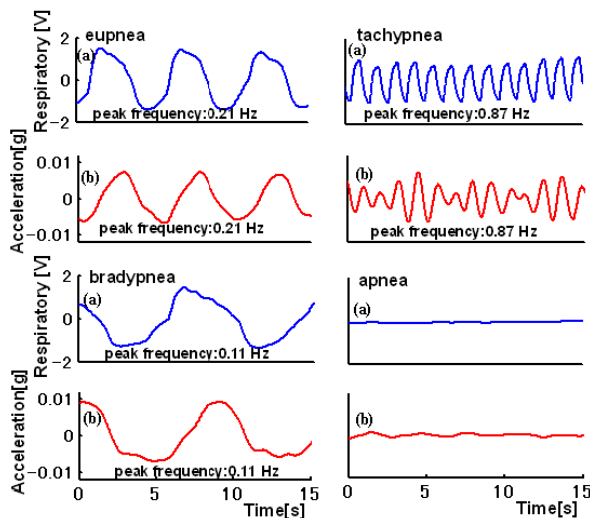 eupnea
Respiratory [V]
2
0
−2
(a)
peak frequency:0.21 Hz
tachypnea
(a)
peak frequency:0.87 Hz
Acceleration[g]
0.01
0
−0.01
(b)
peak frequency:0.21 Hz
(b)
peak frequency:0.87 Hz
bradypnea
Respiratory [V]
2
0
−2
(a)
peak frequency:0.11 Hz
apnea
(a)
Acceleration[g]
0.01
0
−0.01
(b)
peak frequency:0.11 Hz
0 5 10 15
Time[s]
(b)
0 5 10 15
Time[s]